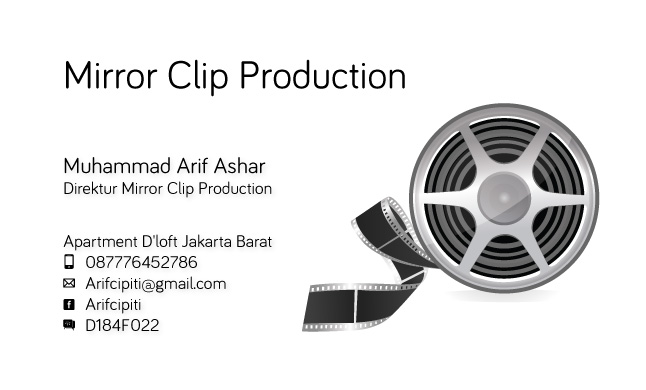 Mirror Clip Production
Muhammad Arif Ashar
Direktur Mirror Clip Production
Apartment D'loft Jakarta Barat
087776452786
Arifcipiti@gmail.com
Arifcipiti
D184F022